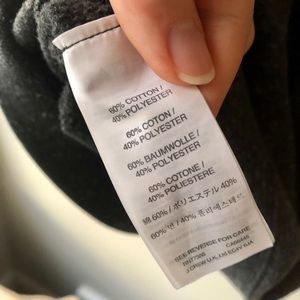 60% COTTON /
40% POLYESTER
60% COTON /
40% POLYESTER
60% BAUMWOLLE /
40% POLYESTER
60% COTONE /
40% POLIESTERE
綿 60% / ポリエステル 40%
60% 면 / 40% 폴리에스테르
SEE REVERSE FOR CARE
RN77388